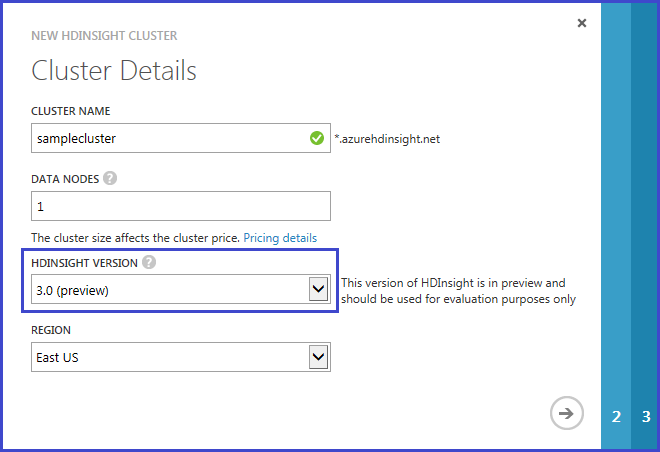 NEW HDINSIGHT CLUSTER
Cluster Details
CLUSTER NAME
samplecluster
*.azurehdinsight.net
DATA NODES ?
1
The cluster size affects the cluster price. Pricing details
HDINSIGHT VERSION ?
3.0 (preview)
This version of HDInsight is in preview and
should be used for evaluation purposes only
REGION
East US
2
3